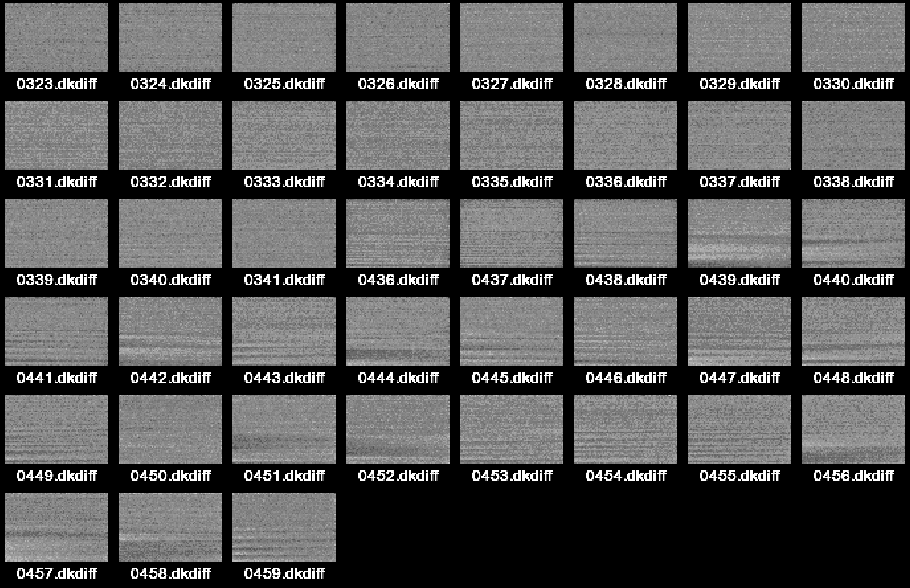 0323.dkdiff 0324.dkdiff 0325.dkdiff 0326.dkdiff 0327.dkdiff 0328.dkdiff 0329.dkdiff 0330.dkdiff
0331.dkdiff 0332.dkdiff 0333.dkdiff 0334.dkdiff 0335.dkdiff 0336.dkdiff 0337.dkdiff 0338.dkdiff
0339.dkdiff 0340.dkdiff 0341.dkdiff 0436.dkdiff 0437.dkdiff 0438.dkdiff 0439.dkdiff 0440.dkdiff
0441.dkdiff 0442.dkdiff 0443.dkdiff 0444.dkdiff 0445.dkdiff 0446.dkdiff 0447.dkdiff 0448.dkdiff
0449.dkdiff 0450.dkdiff 0451.dkdiff 0452.dkdiff 0453.dkdiff 0454.dkdiff 0455.dkdiff 0456.dkdiff
0457.dkdiff 0458.dkdiff 0459.dkdiff